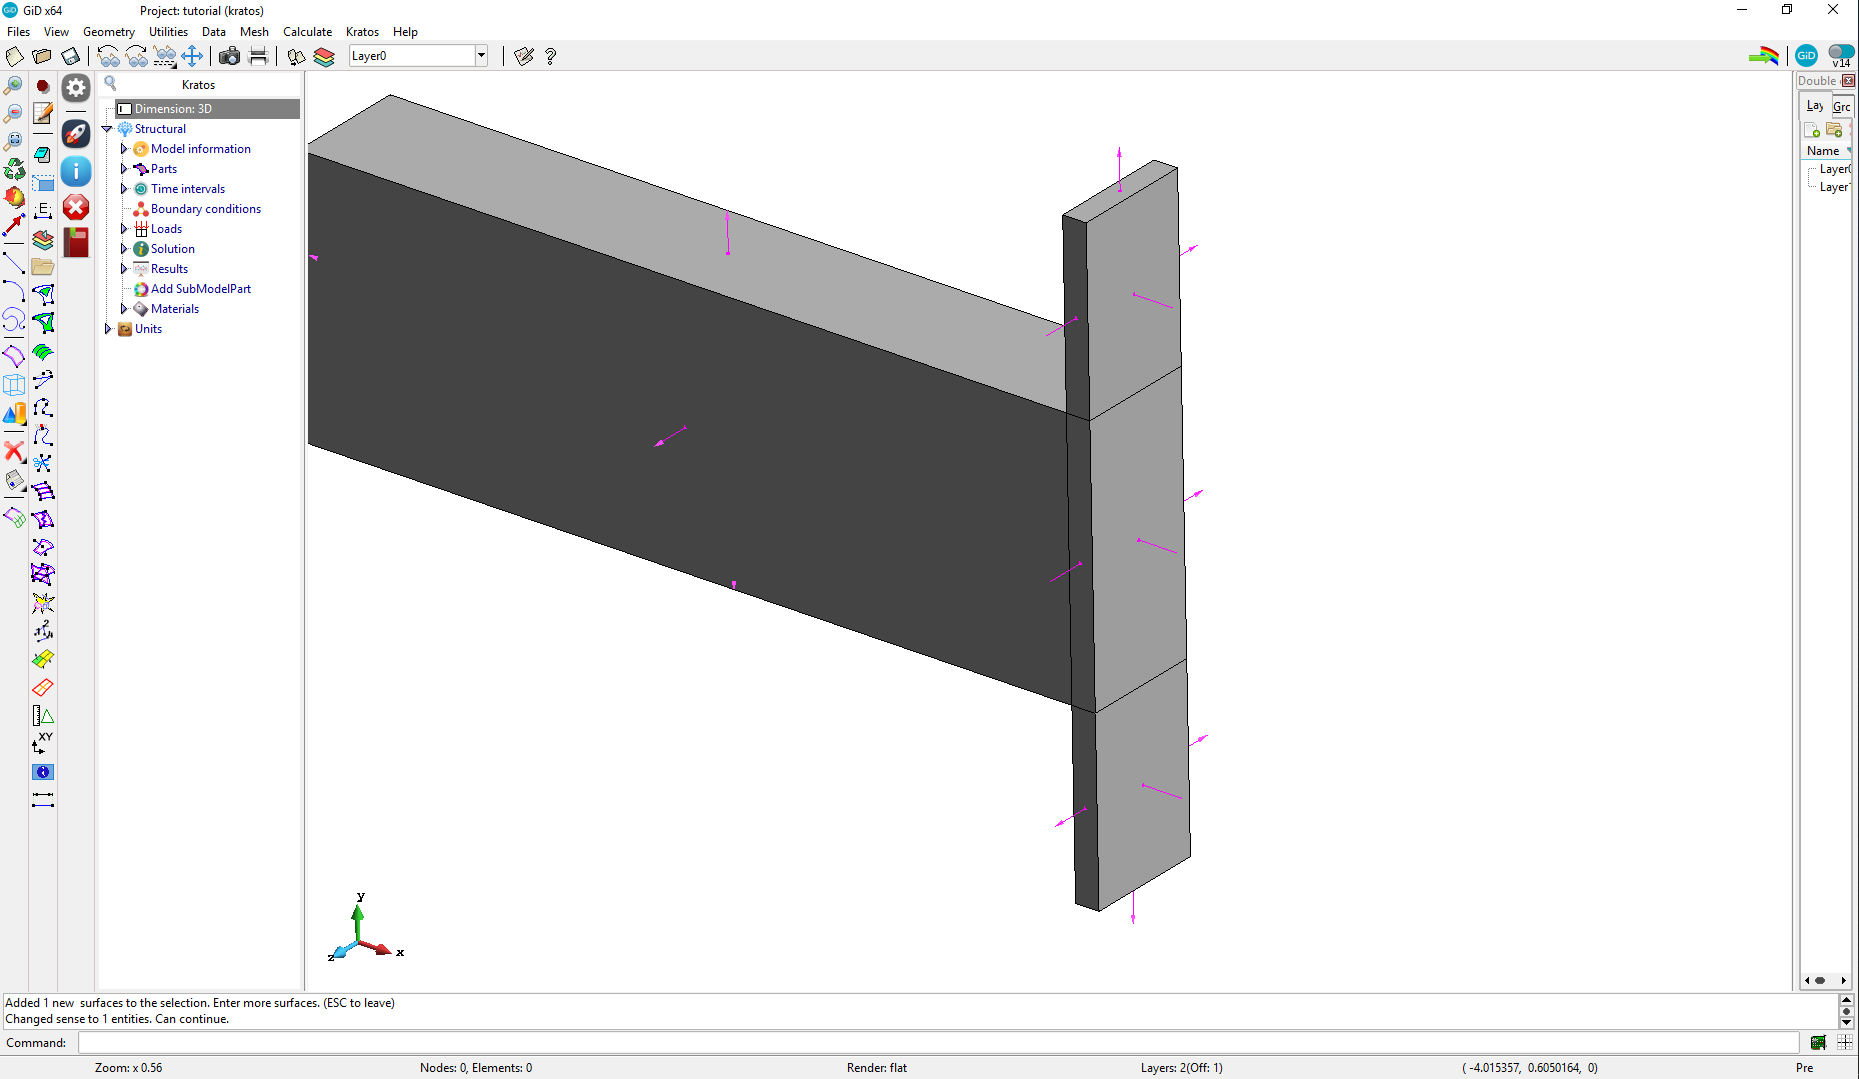 GiD x64 Project: tutorial (kratos)
Files View Geometry Utilities Data Mesh Calculate Kratos Help
Layer0
GiD
v14
Kratos
Dimension: 3D
Structural
Model information
Parts
Time intervals
Boundary conditions
Loads
Solution
Results
Add SubModelPart
Materials
Units
E
2
XY
Double
Lay Grc
Name
Layer
Layer
y
x
z
Added 1 new surfaces to the selection. Enter more surfaces. (ESC to leave)
Changed sense to 1 entities. Can continue.
Command:
Zoom: x 0.56 Nodes: 0, Elements: 0 Render: flat Layers: 2(Off: 1) ( -4.015357, 0.6050164, 0) Pre